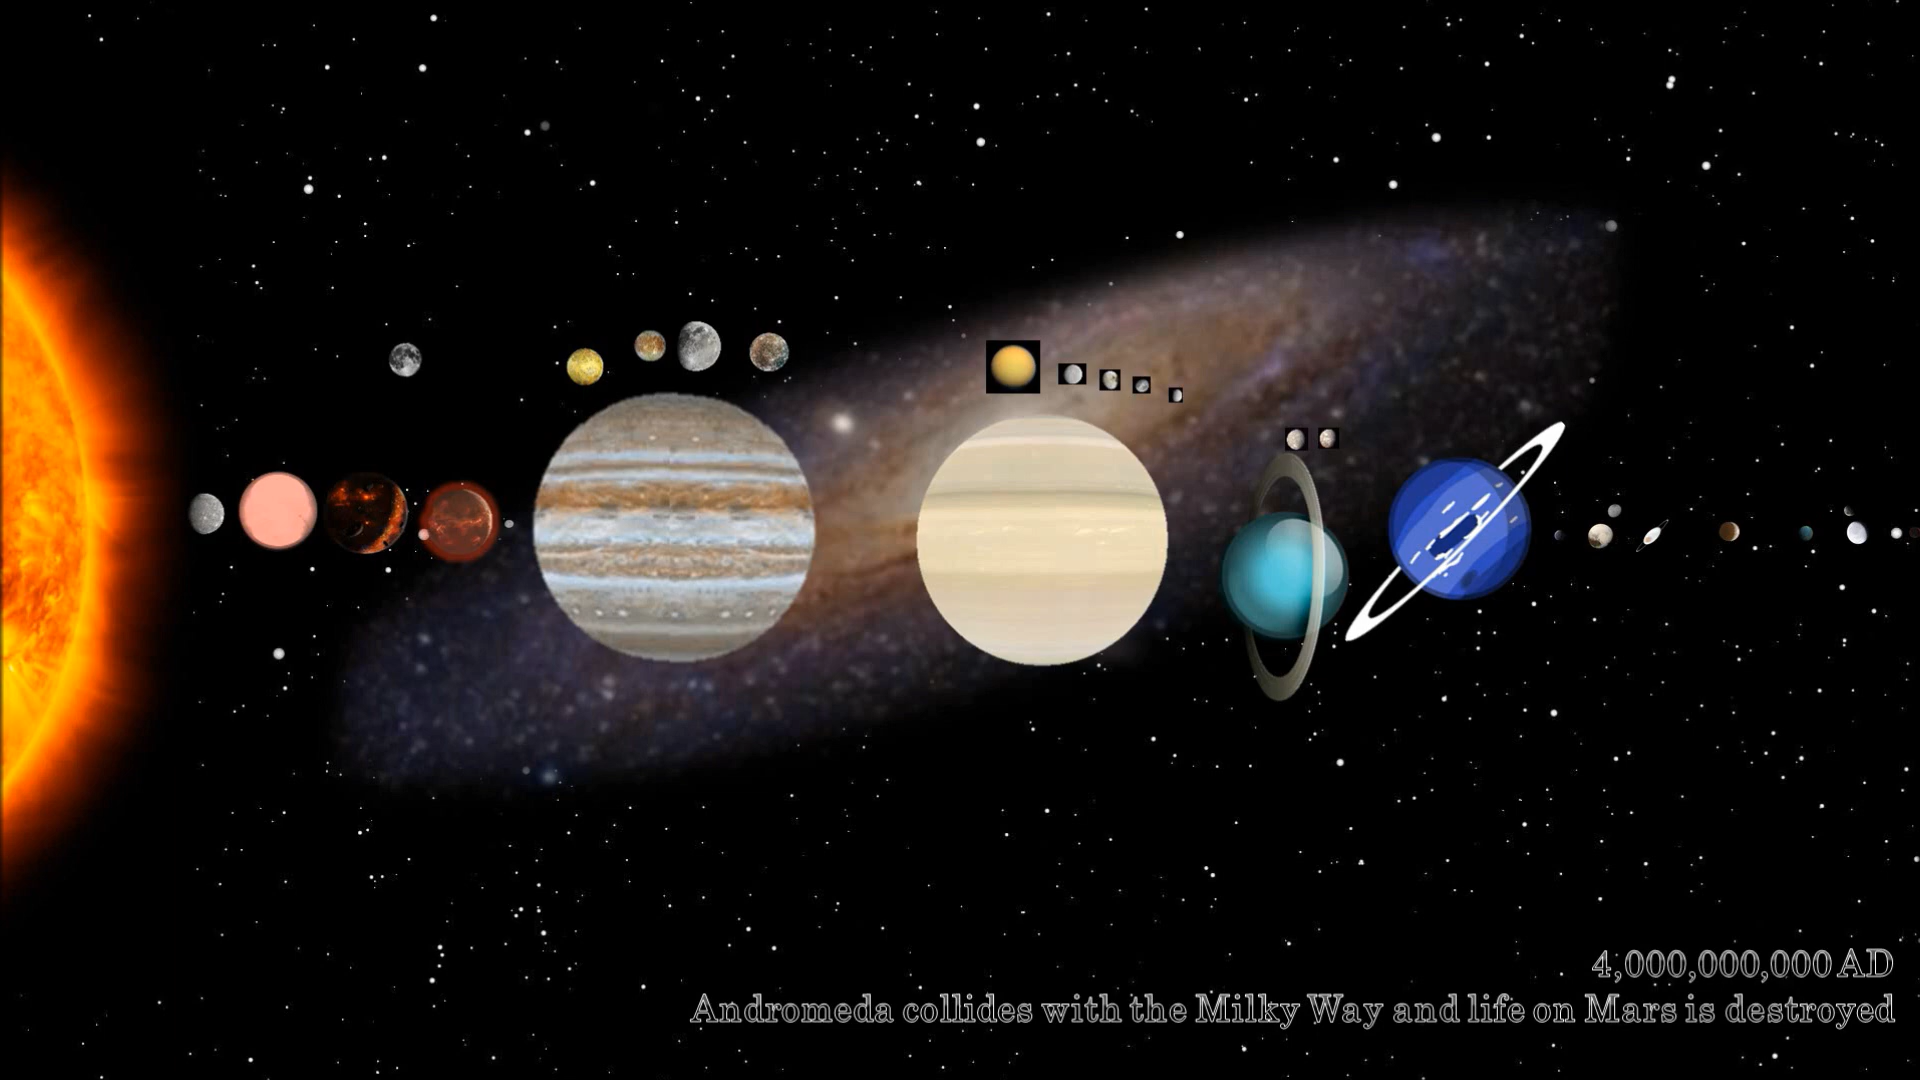 4,000,000,000 AD
Andromeda collides with the Milky Way and life on Mars is destroyed